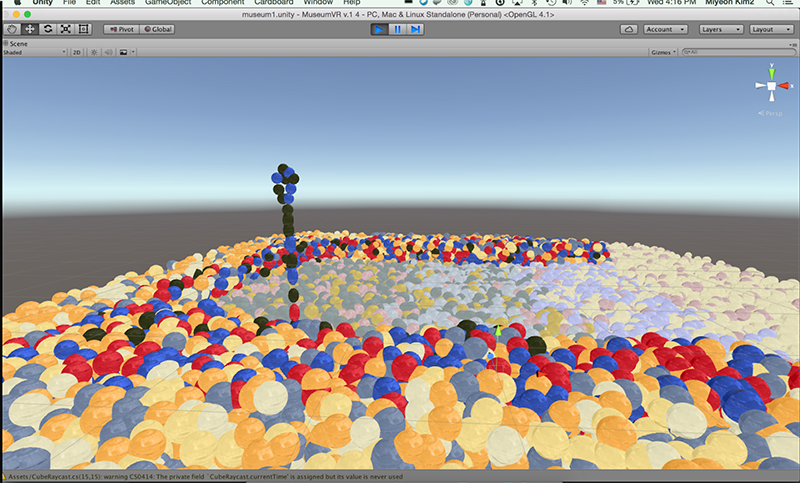 Unity File Edit Assets GameObject Component Cardboard Window Help 5% Wed 4:16 PM Miyeon Kim2
museum1.unity - MuseumVR v.1 4 - PC, Mac & Linux Standalone (Personal) <OpenGL 4.1>
Pivot Global Account Layers Layout
Scene
Shaded 2D Gizmos All
y
x
Persp
Assets/CubeRaycast.cs(15,15): warning CS0414: The private field `CubeRaycast.currentTime' is assigned but its value is never used